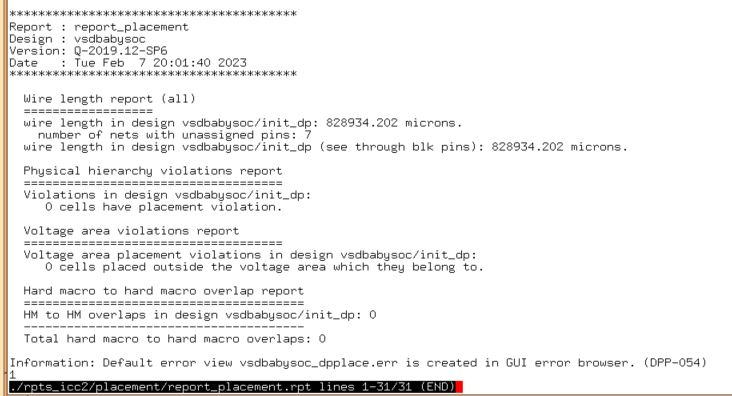 ****************************************
Report : report_placement
Design : vsdbabysoc
Version: Q-2019.12-SP6
Date   : Tue Feb  7 20:01:40 2023
****************************************
Wire length report (all)
==================
wire length in design vsdbabysoc/init_dp: 828934.202 microns.
number of nets with unassigned pins: 7
wire length in design vsdbabysoc/init_dp (see through blk pins): 828934.202 microns.
Physical hierarchy violations report
====================================
Violations in design vsdbabysoc/init_dp:
0 cells have placement violation.
Voltage area violations report
====================================
Voltage area placement violations in design vsdbabysoc/init_dp:
0 cells placed outside the voltage area which they belong to.
Hard macro to hard macro overlap report
=======================================
HM to HM overlaps in design vsdbabysoc/init_dp: 0
---------------------------------------
Total hard macro to hard macro overlaps: 0
Information: Default error view vsdbabysoc_dpplace.err is created in GUI error browser. (DPP-054)
1
./rpts_icc2/placement/report_placement.rpt lines 1-31/31 (END)